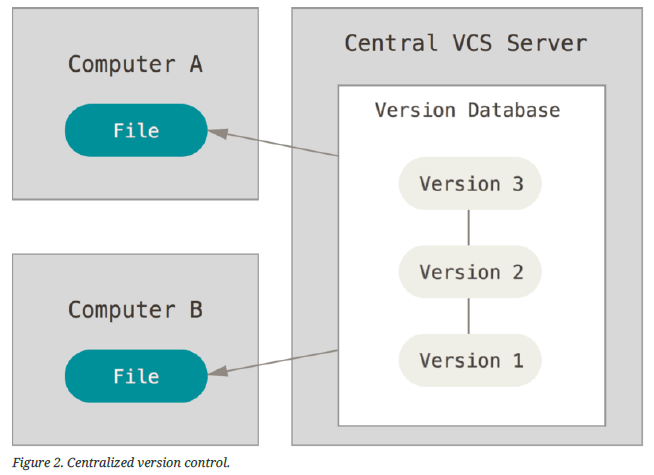 Computer A
File
Central VCS Server
Version Database
Version 3
Version 2
Version 1
Computer B
File
Figure 2. Centralized version control.